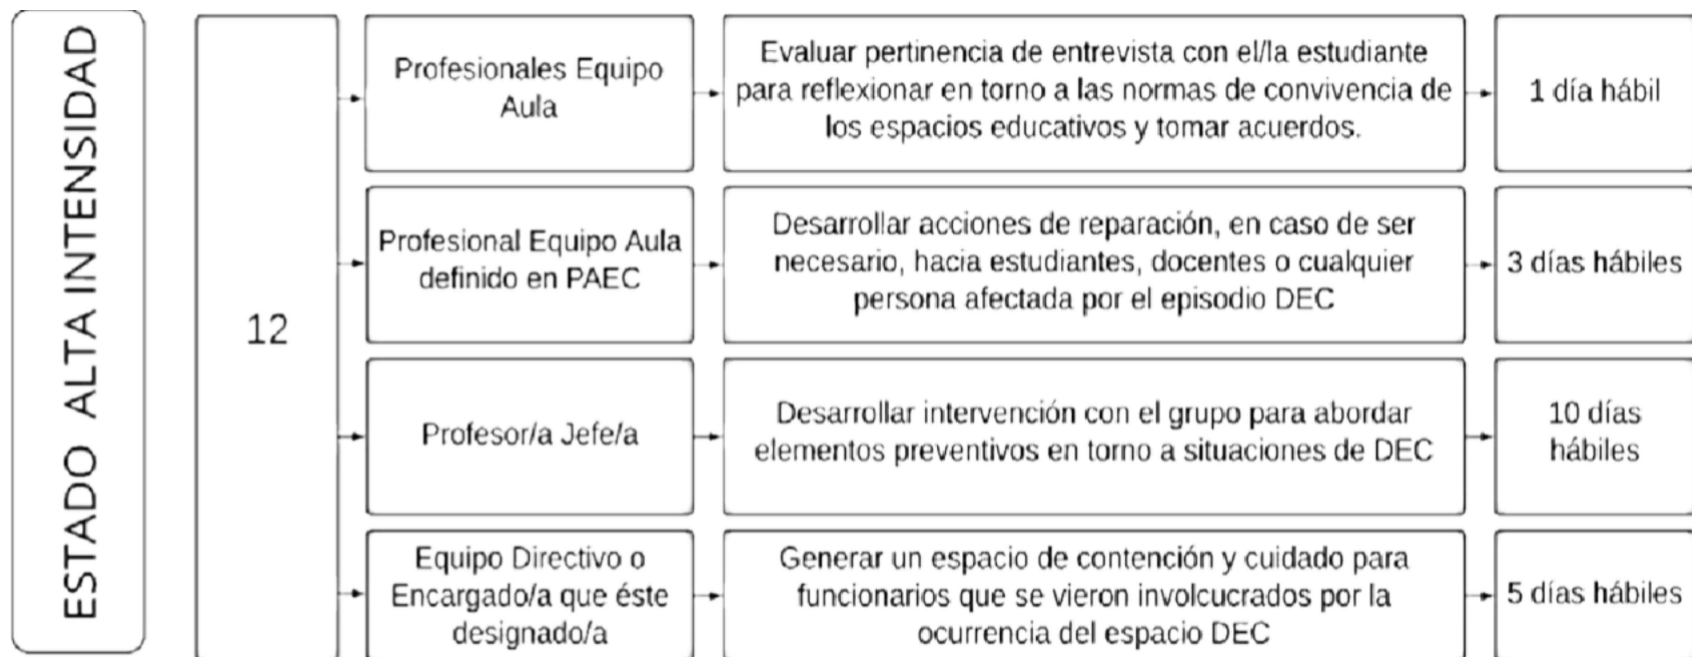 ESTADO ALTA INTENSIDAD
12
Profesionales Equipo
Aula
Evaluar pertinencia de entrevista con el/la estudiante
para reflexionar en torno a las normas de convivencia de
los espacios educativos y tomar acuerdos.
1 día hábil
Profesional Equipo Aula
definido en PAEC
Desarrollar acciones de reparación, en caso de ser
necesario, hacia estudiantes, docentes o cualquier
persona afectada por el episodio DEC
3 días hábiles
Profesor/a Jefe/a
Desarrollar intervención con el grupo para abordar
elementos preventivos en torno a situaciones de DEC
10 días
hábiles
Equipo Directivo o
Encargado/a que éste
designado/a
Generar un espacio de contención y cuidado para
funcionarios que se vieron involcucrados por la
ocurrencia del espacio DEC
5 días hábiles